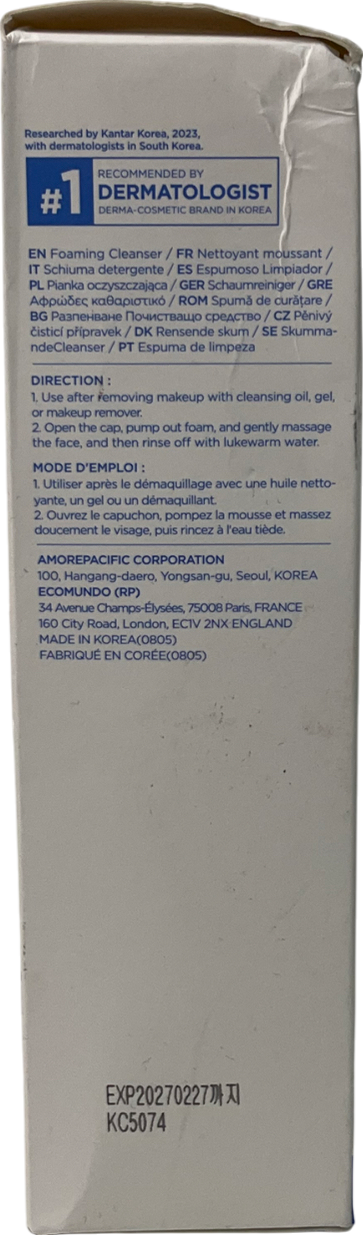 Researched by Kantar Korea, 2023,
with dermatologists in South Korea.
#1
RECOMMENDED BY
DERMATOLOGIST
DERMA-COSMETIC BRAND IN KOREA
EN Foaming Cleanser / FR Nettoyant moussant /
IT Schiuma detergente / ES Espumoso Limpiador /
PL Pianka oczyszczająca / GER Schaumreiniger / GRE
Αφρώδες καθαριστικό / ROM Spumă de curățare /
BG Разпенване Почистващо средство / CZ Pěnivý
čisticí přípravek / DK Rensende skum / SE Skumma-
ndeCleanser / PT Espuma de limpeza
DIRECTION :
1. Use after removing makeup with cleansing oil, gel,
or makeup remover.
2. Open the cap, pump out foam, and gently massage
the face, and then rinse off with lukewarm water.
MODE D'EMPLOI :
1. Utiliser après le démaquillage avec une huile netto-
yante, un gel ou un démaquillant.
2. Ouvrez le capuchon, pompez la mousse et massez
doucement le visage, puis rincez à l'eau tiède.
AMOREPACIFIC CORPORATION
100, Hangang-daero, Yongsan-gu, Seoul, KOREA
ECOMUNDO (RP)
34 Avenue Champs-Élysées, 75008 Paris, FRANCE
160 City Road, London, EC1V 2NX ENGLAND
MADE IN KOREA(0805)
FABRIQUÉ EN CORÉE(0805)
EXP20270227까지
KC5074